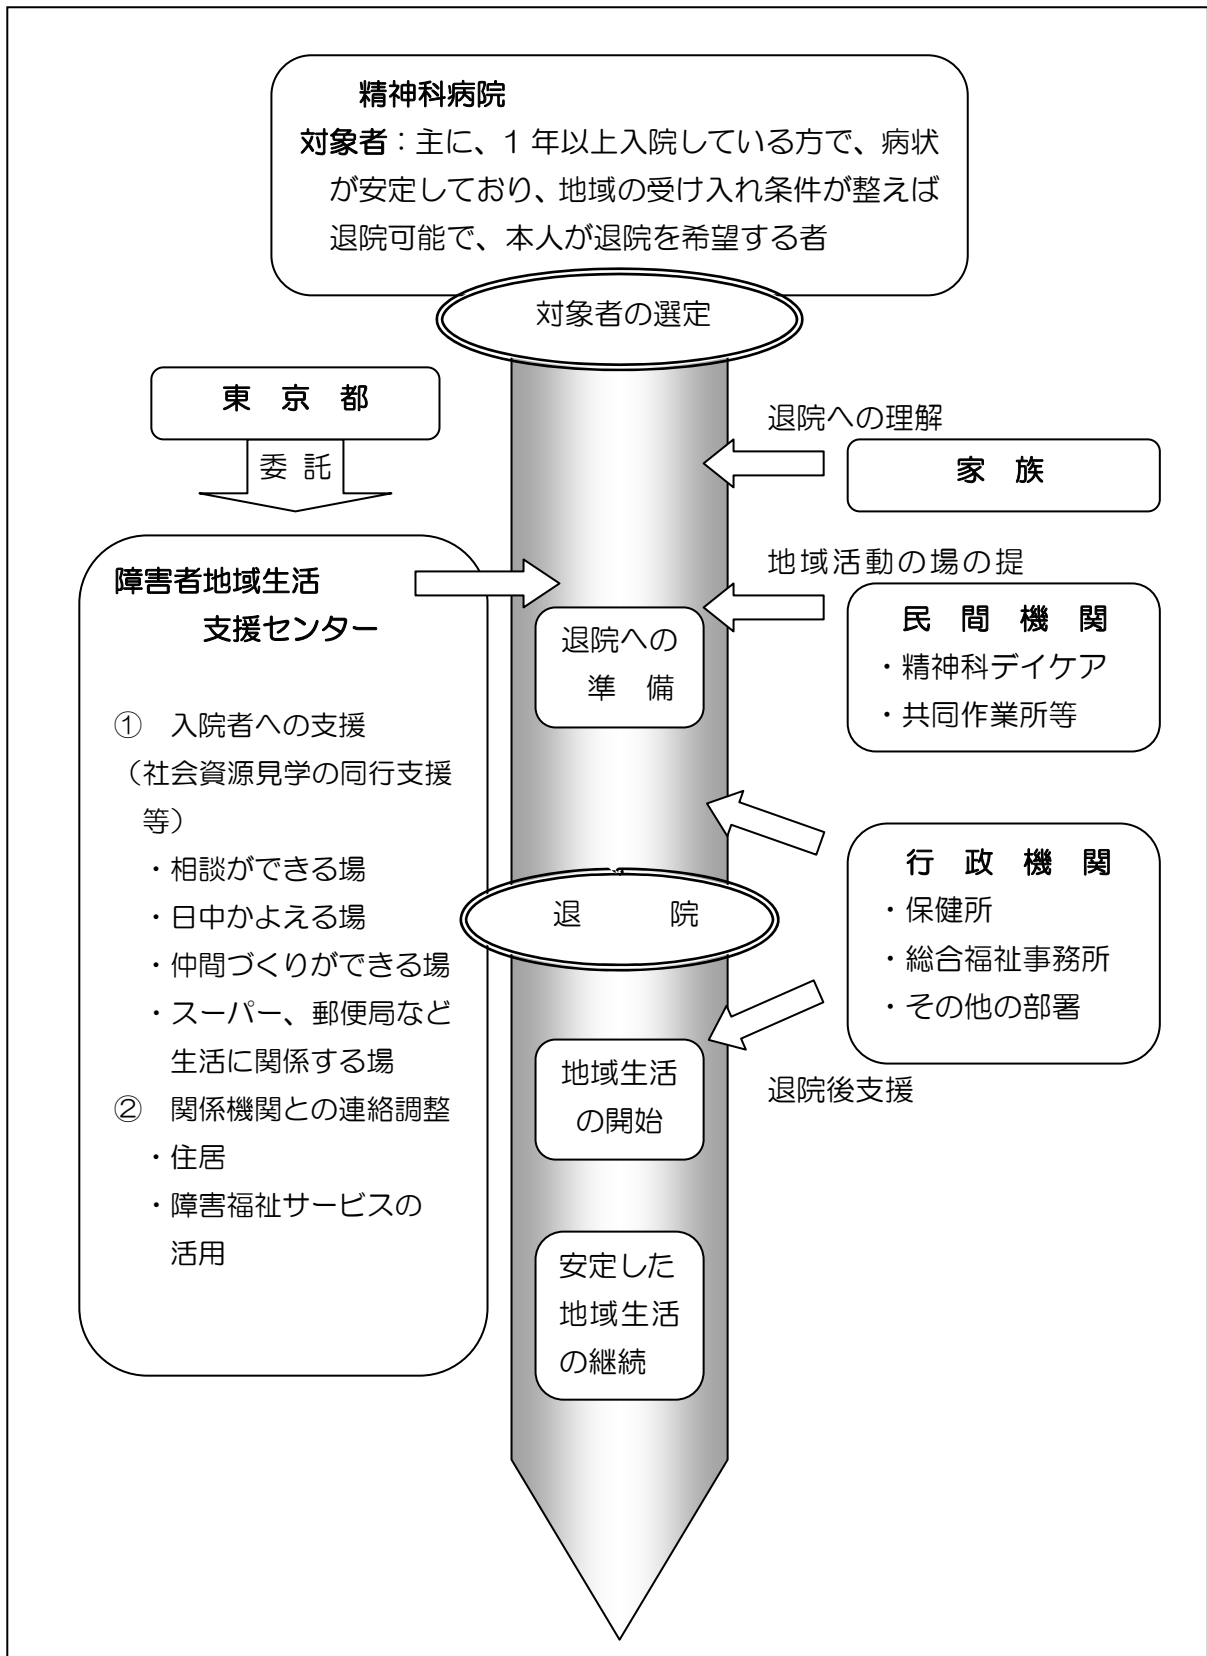 精神科病院
対象者：主に、1 年以上入院している方で、病状
が安定しており、地域の受け入れ条件が整えば
退院可能で、本人が退院を希望する者
対象者の選定
東　京　都
委 託
障害者地域生活
支援センター
①　入院者への支援
（社会資源見学の同行支援
等）
・相談ができる場
・日中かよえる場
・仲間づくりができる場
・スーパー、郵便局など
生活に関係する場
②　関係機関との連絡調整
・住居
・障害福祉サービスの
活用
退院への
準　備
退　　院
地域生活
の開始
安定した
地域生活
の継続
退院への理解
家　族
地域活動の場の提
民　間　機　関
・精神科デイケア
・共同作業所等
行　政　機　関
・保健所
・総合福祉事務所
・その他の部署
退院後支援